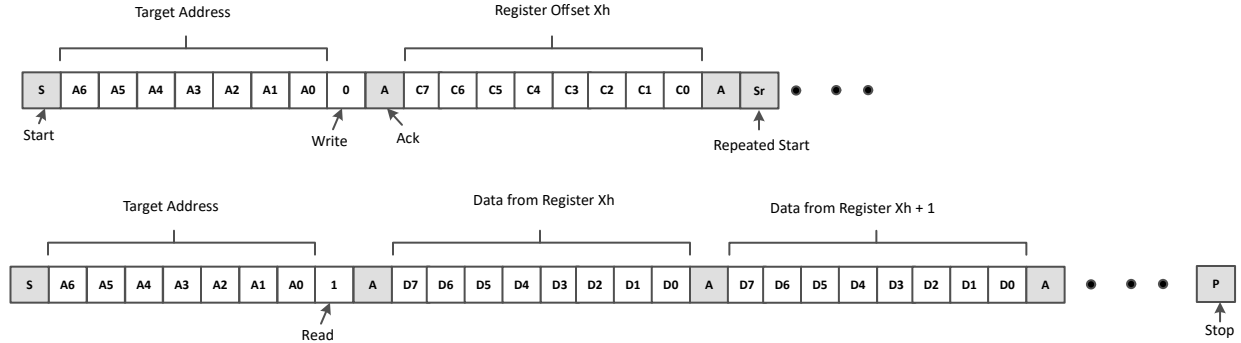 Target Address
Register Offset Xh
S A6 A5 A4 A3 A2 A1 A0 0 A C7 C6 C5 C4 C3 C2 C1 C0 A Sr
Start
Write
Ack
Repeated Start
Target Address
Data from Register Xh
Data from Register Xh + 1
S A6 A5 A4 A3 A2 A1 A0 1 A D7 D6 D5 D4 D3 D2 D1 D0 A D7 D6 D5 D4 D3 D2 D1 D0 A P
Read
Stop